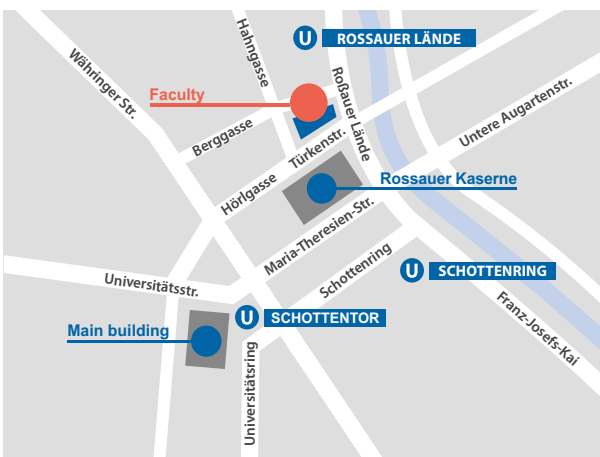 U ROSSAUER LÄNDE
Hahngasse
Währinger Str.
Faculty
Roßauer Lände
Berggasse
Türkenstr.
Untere Augartenstr.
Hörlgasse
Rossauer Kaserne
Maria-Theresien-Str.
Schottenring
U SCHOTTENRING
Universitätsstr.
Franz-Josefs-Kai
U SCHOTTENTOR
Main building
Universitätsring